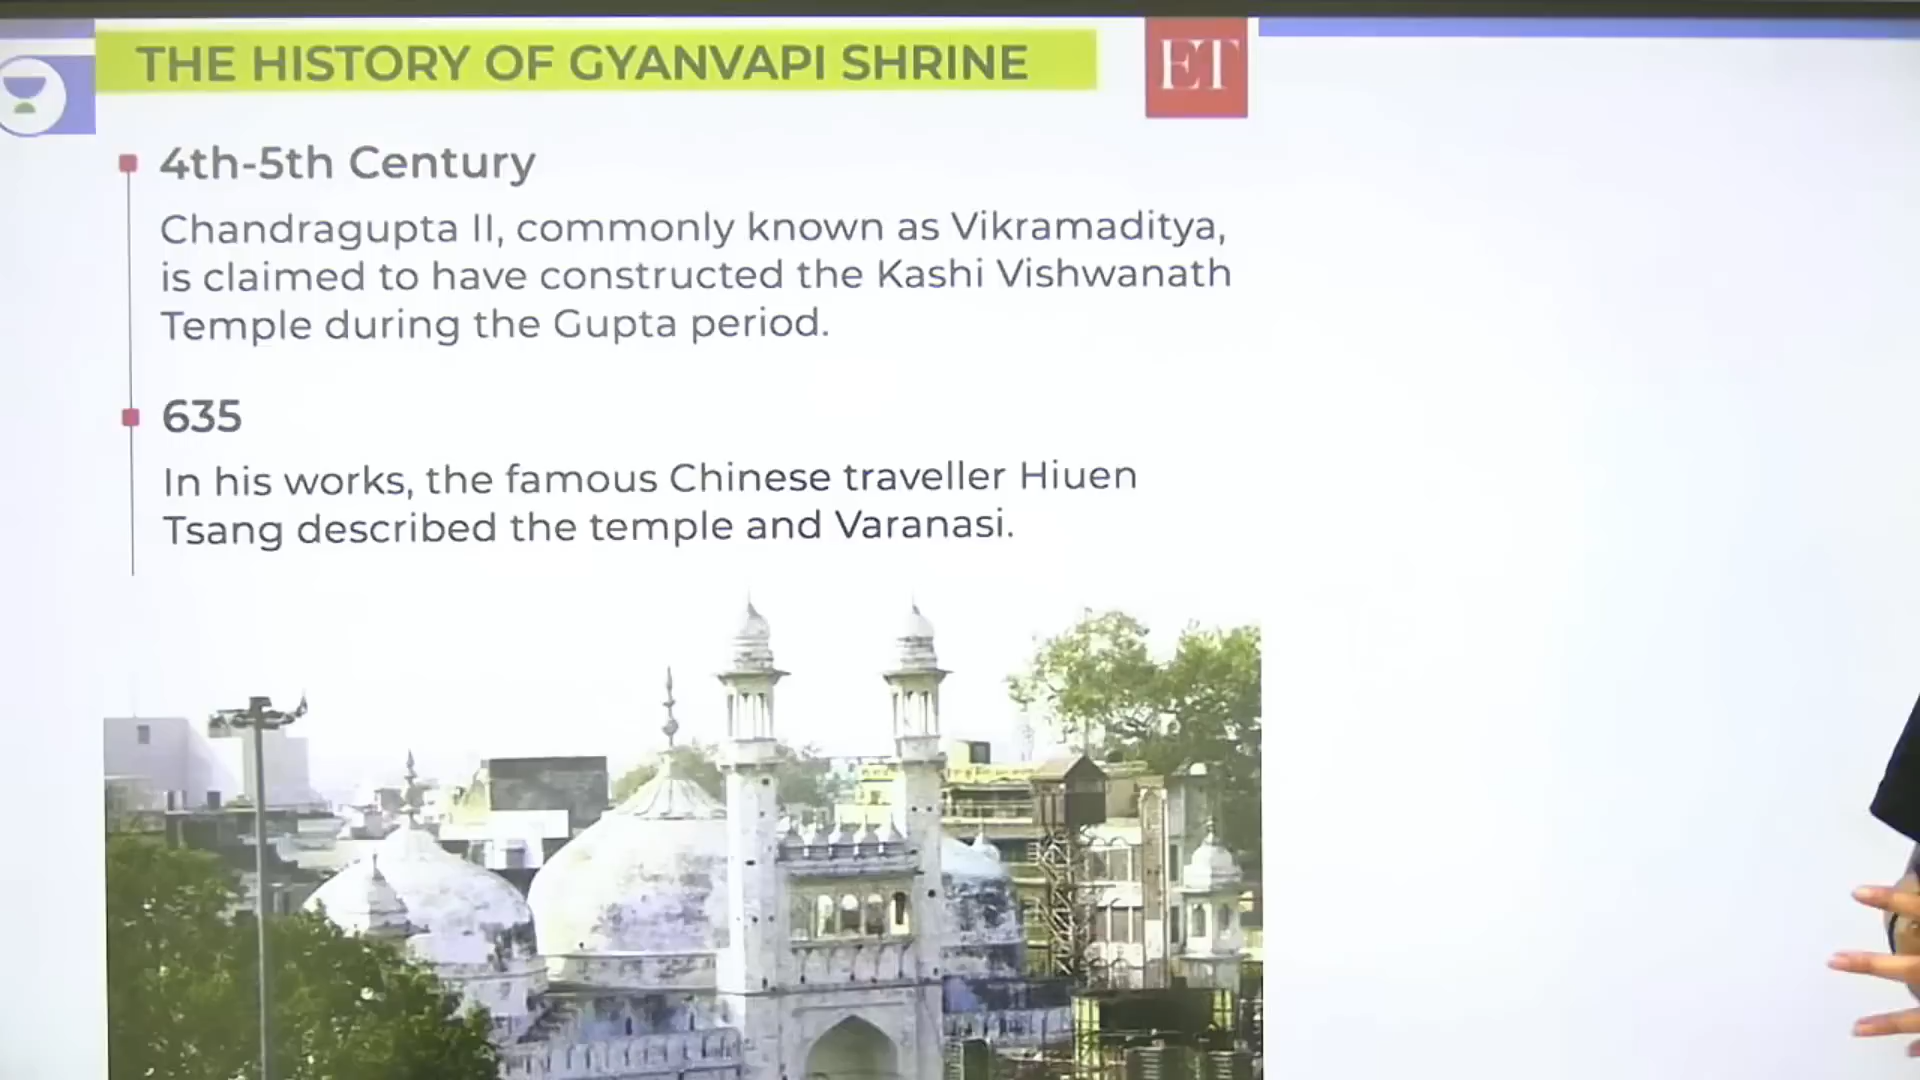 THE HISTORY OF GYANVAPI SHRINE
ET
4th-5th Century
Chandragupta II, commonly known as Vikramaditya,
is claimed to have constructed the Kashi Vishwanath
Temple during the Gupta period.
635
In his works, the famous Chinese traveller Hiuen
Tsang described the temple and Varanasi.